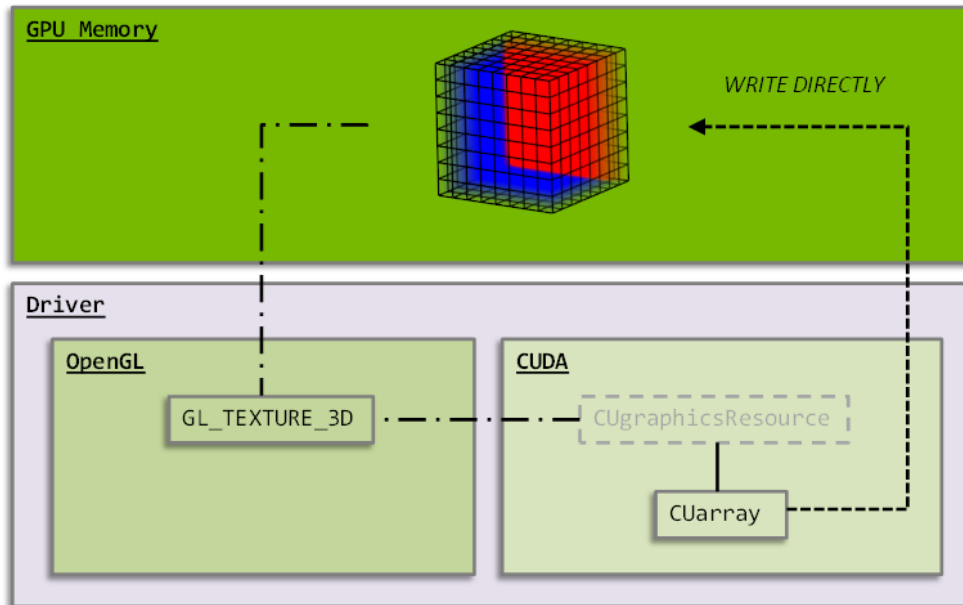 GPU Memory
WRITE DIRECTLY
Driver
OpenGL
CUDA
GL_TEXTURE_3D
CUgraphicsResource
CUarray